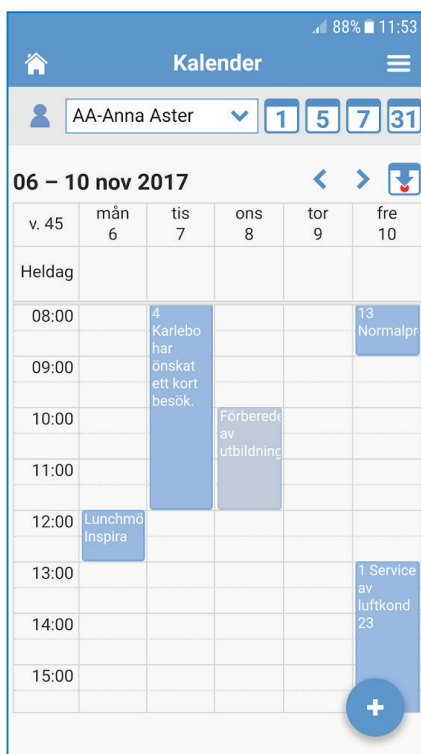 88% 11:53
Kalender
AA-Anna Aster
1 5 7 31
06 – 10 nov 2017
v. 45 mån 6 tis 7 ons 8 tor 9 fre 10
Heldag
08:00
09:00
10:00
11:00
12:00
13:00
14:00
15:00
4
Karlebo
har
önskat
ett kort
besök.
13
Normalpr
Förberede
av
utbildning
Lunchmö
Inspira
1 Service
av
luftkond
23
+